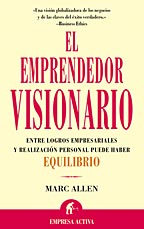 «Una visión globalizadora de los negocios
y de las claves del éxito verdadero.»
—Business Ethics
EL
EMPRENDEDOR
VISIONARIO
ENTRE LOGROS EMPRESARIALES
Y REALIZACIÓN PERSONAL PUEDE HABER
EQUILIBRIO
MARC ALLEN
EMPRESA ACTIVA